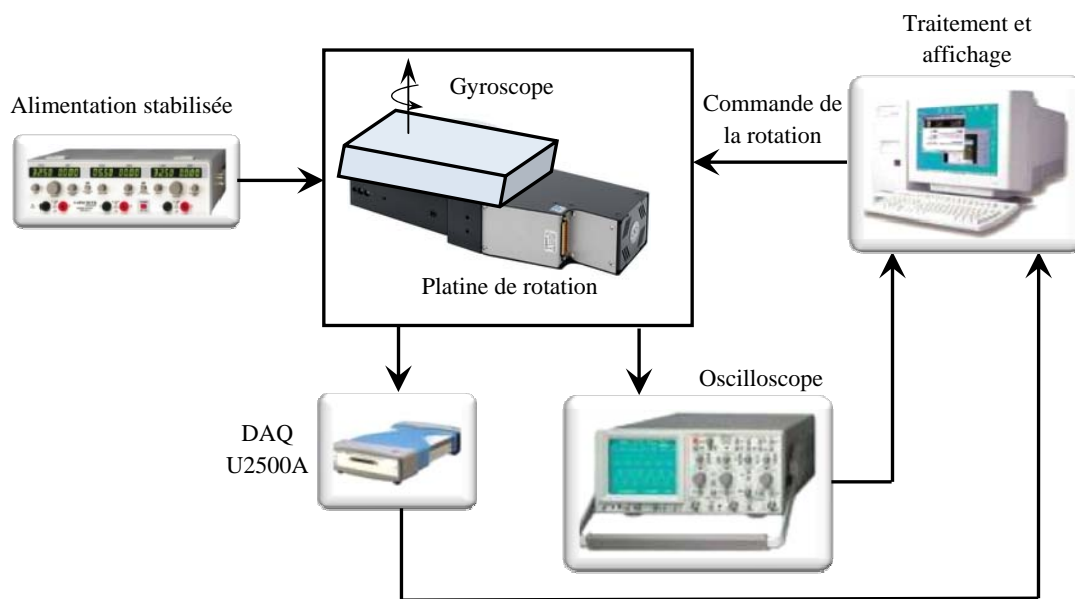 Traitement et
affichage
Alimentation stabilisée
Gyroscope
Commande de
la rotation
Platine de rotation
Oscilloscope
DAQ
U2500A